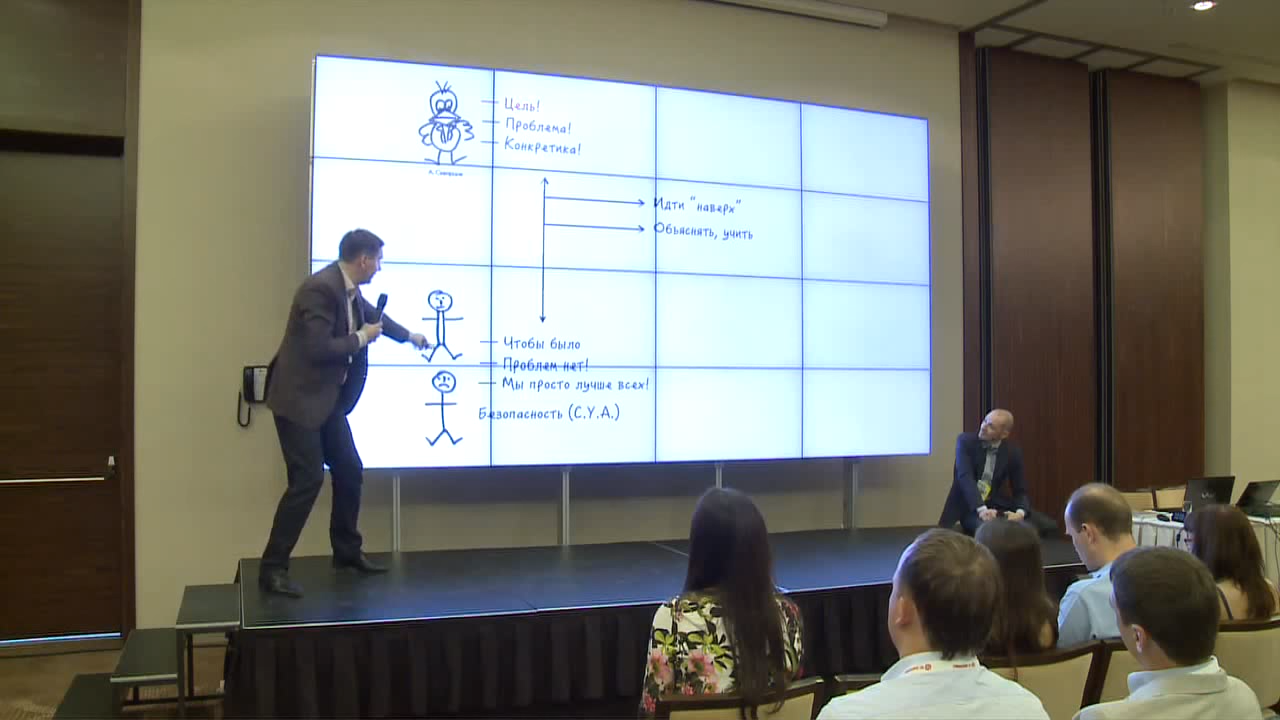 Цель!
Проблема!
Конкретика!
Идти "наверх"
Объяснять, учить
Чтобы было
Проблем нет!
Мы просто лучше всех!
Безопасность (C.Y.A.)